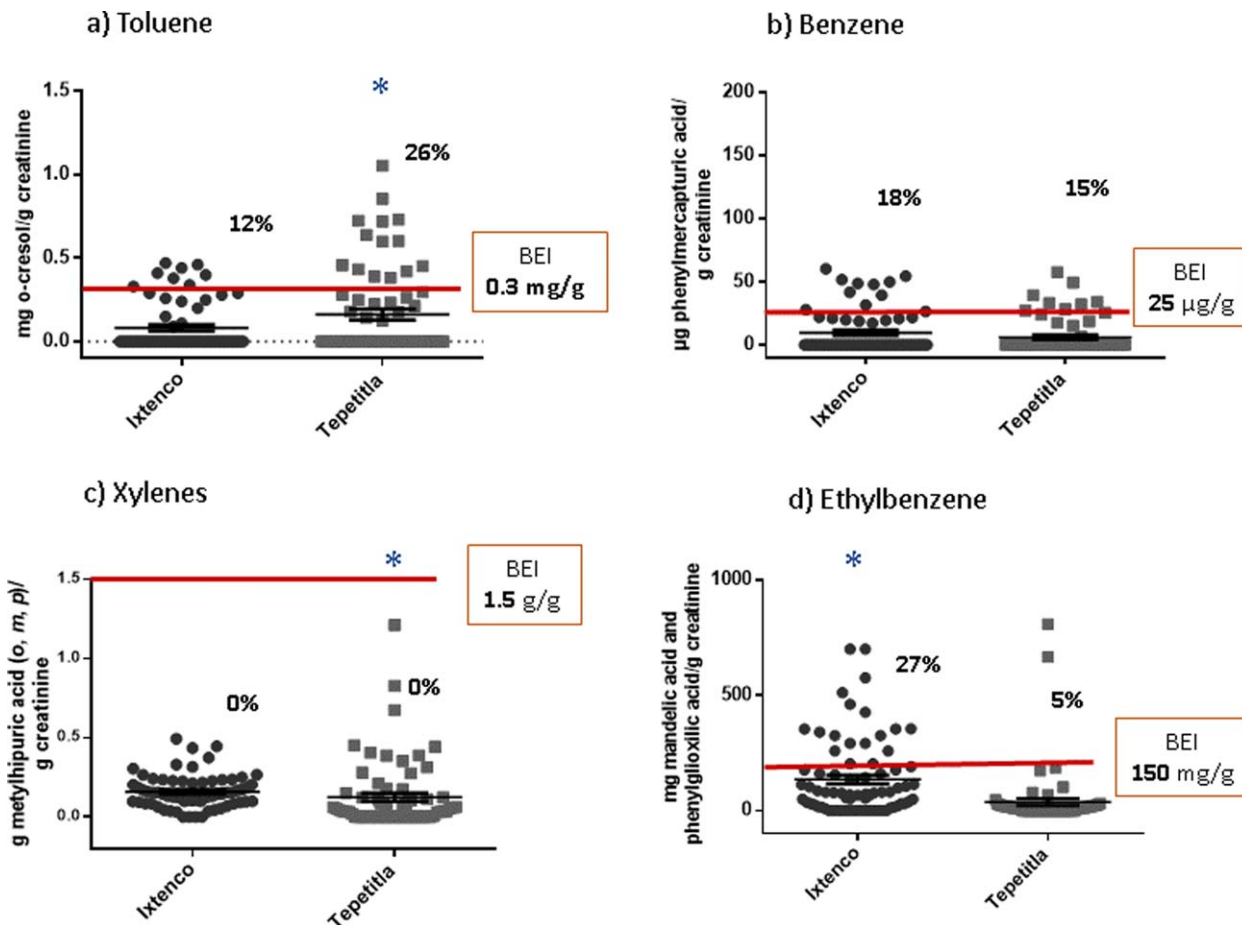 a) Toluene
mg o-cresol/g creatinine
1.5
1.0
0.5
0.0
*
12%
26%
BEI
0.3 mg/g
Ixtenco
Tepetitla
b) Benzene
µg phenylmercapturic acid/
g creatinine
200
150
100
50
0
18%
15%
BEI
25 µg/g
Ixtenco
Tepetitla
c) Xylenes
g metylhipuric acid (o, m, p)/
g creatinine
1.5
1.0
0.5
0.0
*
0%
0%
BEI
1.5 g/g
Ixtenco
Tepetitla
d) Ethylbenzene
mg mandelic acid and
phenylglioxilic acid/g creatinine
1000
500
0
*
27%
5%
BEI
150 mg/g
Ixtenco
Tepetitla